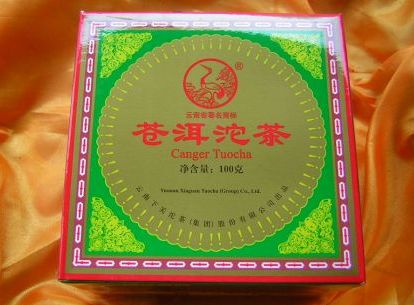 ®
云南省著名商标
苍洱沱茶
Canger Tuocha
净含量：100克
Yunnan Xiaguan Tuocha (Group) Co., Ltd.
云南下关沱茶(集团)股份有限公司出品